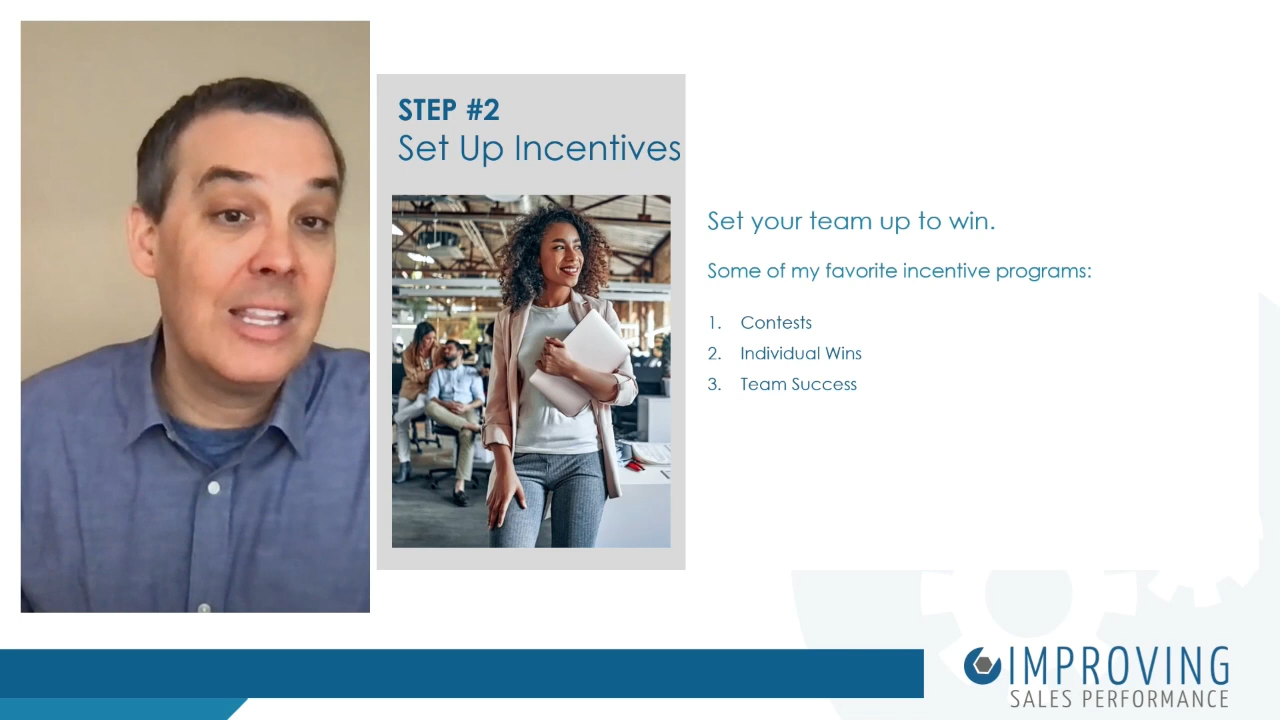 STEP #2
Set Up Incentives
Set your team up to win.
Some of my favorite incentive programs:
1. Contests
2. Individual Wins
3. Team Success
IMPROVING
SALES PERFORMANCE